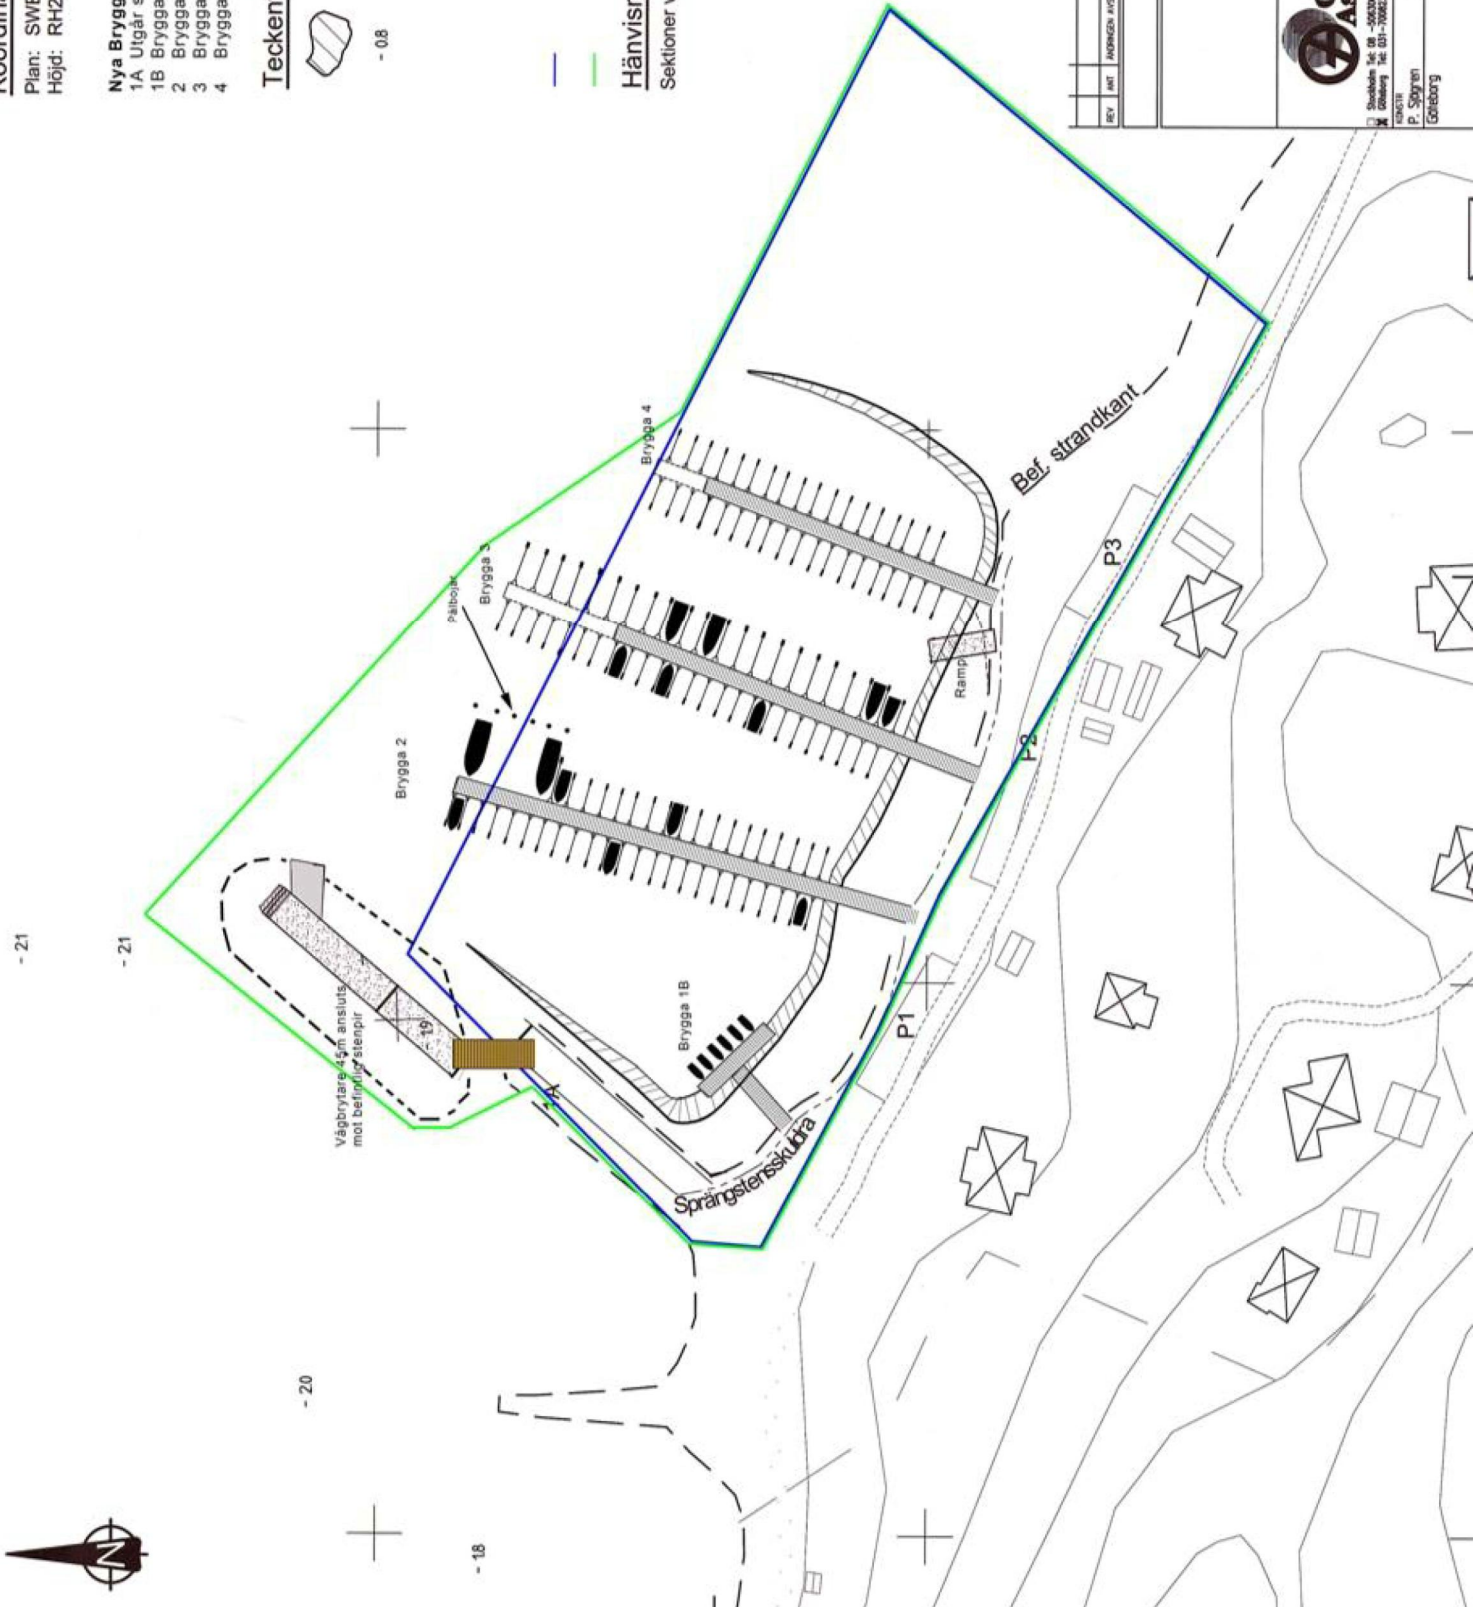 Plan: SWE
Höjd: RH2
Nya Brygg
1A Utgår s
1B Brygga
2 Brygga
3 Brygga
4 Brygga
Tecken
- 0.8
Hänvisn
Sektioner v
REV ANT ÄNDRINGEN AVS
Stockholm Tel: 08
Göteborg Tel: 031
KONSTR
P. Sjögren
Göteborg
- 21
- 21
- 19
- 20
- 18
Vågbrytare 45m ansluts
mot befintlig stenpir
Brygga 2
Pålbojar
Brygga 3
Brygga 4
Bef. strandkant
Ramp
Brygga 1B
1A
Sprängstensskuldra
P1
P2
P3
N